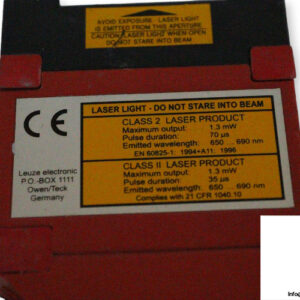 AVOID EXPOSURE - LASER LIGHT
IS EMITTED FROM THIS APERTURE
CAUTION - LASER LIGHT WHEN OPEN
DO NOT STARE INTO BEAM
LASER LIGHT - DO NOT STARE INTO BEAM
CLASS 2 LASER PRODUCT
Maximum output: 1.3 mW
Pulse duration: 70 µs
Emitted wavelength: 650 ... 690 nm
EN 60825-1: 1994+A11: 1996
CLASS II LASER PRODUCT
Maximum output: 1.3 mW
Pulse duration: 35 µs
Emitted wavelength: 650 ... 690 nm
Complies with 21 CFR 1040.10
CE
Leuze electronic
P.O.-BOX 1111
Owen/Teck
Germany